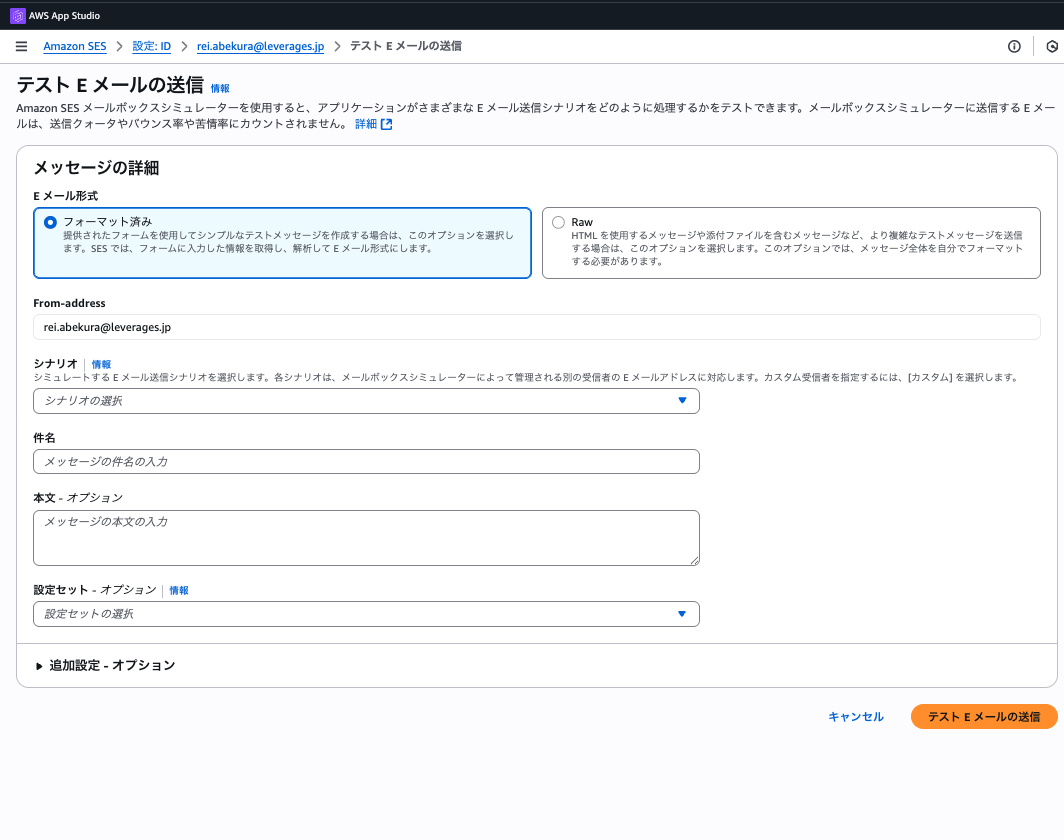 AWS App Studio
Amazon SES
設定: ID
rei.abekura@leverages.jp
テスト E メールの送信
テスト E メールの送信 情報
Amazon SES メールボックスシミュレーターを使用すると、アプリケーションがさまざまな E メール送信シナリオをどのように処理するかをテストできます。メールボックスシミュレーターに送信する E メー
ルは、送信クォータやバウンス率や苦情率にカウントされません。 詳細
メッセージの詳細
E メール形式
フォーマット済み
提供されたフォームを使用してシンプルなテストメッセージを作成する場合は、このオプションを選択し
ます。SES では、フォームに入力した情報を取得し、解析して E メール形式にします。
Raw
HTML を使用するメッセージや添付ファイルを含むメッセージなど、より複雑なテストメッセージを送信
する場合は、このオプションを選択します。このオプションでは、メッセージ全体を自分でフォーマット
する必要があります。
From-address
rei.abekura@leverages.jp
シナリオ 情報
シミュレートする E メール送信シナリオを選択します。各シナリオは、メールボックスシミュレーターによって管理される別の受信者の E メールアドレスに対応します。カスタム受信者を指定するには、[カスタム] を選択します。
シナリオの選択
件名
メッセージの件名の入力
本文 - オプション
メッセージの本文の入力
設定セット - オプション 情報
設定セットの選択
追加設定 - オプション
キャンセル
テスト E メールの送信